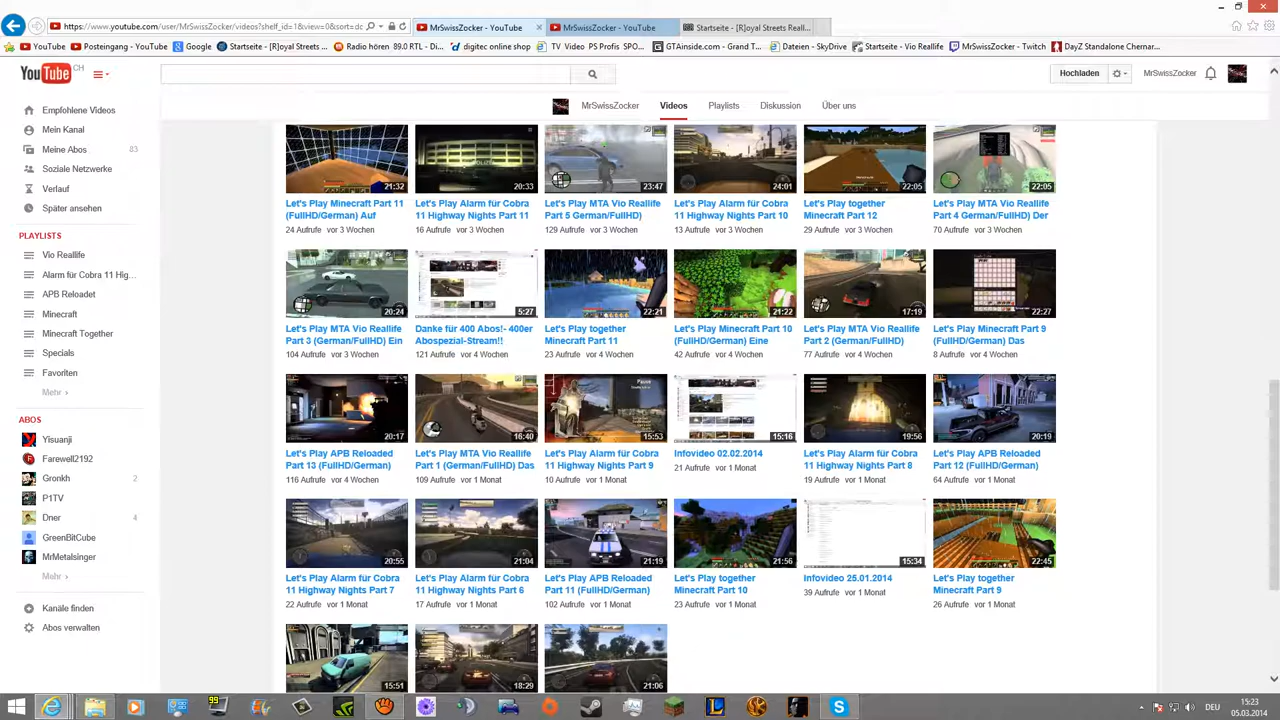 https://www.youtube.com/user/MrSwissZocker/videos?shelf_id=1&view=0&sort=dc
MrSwissZocker - YouTube
MrSwissZocker - YouTube
Startseite - [R]oyal Streets Reall...
YouTube
Posteingang - YouTube
Google
Startseite - [R]oyal Streets ...
Radio hören 89.0 RTL - Di...
digitec online shop
TV Video PS Profis SPO...
GTAinside.com - Grand T...
Dateien - SkyDrive
Startseite - Vio Reallife
MrSwissZocker - Twitch
DayZ Standalone Chernar...
YouTube CH
Hochladen
MrSwissZocker
MrSwissZocker
Videos
Playlists
Diskussion
Über uns
Empfohlene Videos
Mein Kanal
Meine Abos 83
Soziale Netzwerke
Verlauf
Später ansehen
PLAYLISTS
Vio Reallife
Alarm für Cobra 11 Hig...
APB Reloadet
Minecraft
Minecraft Together
Specials
Favoriten
Mehr ›
ABOS
Yisuanji
Farewell2192
Gronkh 2
P1TV
Dner 4
GreenBitCube
MrMetalsinger
Mehr ›
Kanäle finden
Abos verwalten
21:32
Let's Play Minecraft Part 11
(FullHD/German) Auf
24 Aufrufe vor 3 Wochen
20:33
Let's Play Alarm für Cobra
11 Highway Nights Part 11
16 Aufrufe vor 3 Wochen
23:47
Let's Play MTA Vio Reallife
Part 5 German/FullHD)
129 Aufrufe vor 3 Wochen
24:01
Let's Play Alarm für Cobra
11 Highway Nights Part 10
13 Aufrufe vor 3 Wochen
22:05
Let's Play together
Minecraft Part 12
29 Aufrufe vor 3 Wochen
22:05
Let's Play MTA Vio Reallife
Part 4 German/FullHD) Der
70 Aufrufe vor 3 Wochen
20:24
Let's Play MTA Vio Reallife
Part 3 (German/FullHD) Ein
104 Aufrufe vor 3 Wochen
5:27
Danke für 400 Abos!- 400er
Abospezial-Stream!!
121 Aufrufe vor 4 Wochen
22:21
Let's Play together
Minecraft Part 11
23 Aufrufe vor 4 Wochen
21:22
Let's Play Minecraft Part 10
(FullHD/German) Eine
42 Aufrufe vor 4 Wochen
17:19
Let's Play MTA Vio Reallife
Part 2 (German/FullHD)
77 Aufrufe vor 4 Wochen
22:27
Let's Play Minecraft Part 9
(FullHD/German) Das
8 Aufrufe vor 4 Wochen
20:17
Let's Play APB Reloaded
Part 13 (FullHD/German)
116 Aufrufe vor 4 Wochen
16:40
Let's Play MTA Vio Reallife
Part 1 (German/FullHD) Das
109 Aufrufe vor 1 Monat
Pause
15:53
Let's Play Alarm für Cobra
11 Highway Nights Part 9
10 Aufrufe vor 1 Monat
15:16
Infovideo 02.02.2014
21 Aufrufe vor 1 Monat
19:56
Let's Play Alarm für Cobra
11 Highway Nights Part 8
19 Aufrufe vor 1 Monat
20:19
Let's Play APB Reloaded
Part 12 (FullHD/German)
64 Aufrufe vor 1 Monat
20:55
Let's Play Alarm für Cobra
11 Highway Nights Part 7
22 Aufrufe vor 1 Monat
21:04
Let's Play Alarm für Cobra
11 Highway Nights Part 6
17 Aufrufe vor 1 Monat
21:19
Let's Play APB Reloaded
Part 11 (FullHD/German)
102 Aufrufe vor 1 Monat
21:56
Let's Play together
Minecraft Part 10
23 Aufrufe vor 1 Monat
15:34
Infovideo 25.01.2014
39 Aufrufe vor 1 Monat
22:45
Let's Play together
Minecraft Part 9
26 Aufrufe vor 1 Monat
15:51
18:29
21:06
99
DEU
15:23
05.03.2014